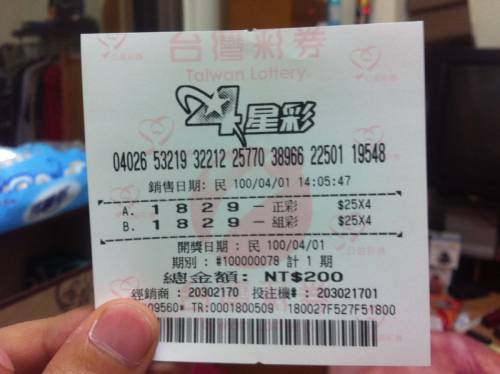 台灣彩券
Taiwan Lottery
4星彩
04026 53219 32212 25770 38966 22501 19548
銷售日期: 民 100/04/01 14:05:47
A. 1 8 2 9 — 正彩 $25X4
B. 1 8 2 9 — 組彩 $25X4
開獎日期 : 民 100/04/01
期別 : #100000078 計 1 期
總金額: NT$200
經銷商 : 20302170 投注機# : 203021701
09560* TR:0001800509 180027F527F51800